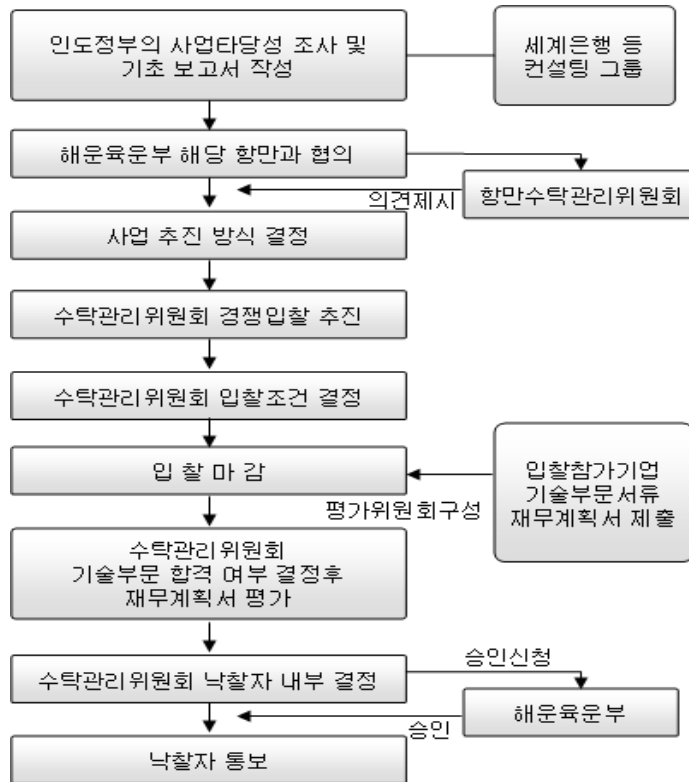 인도정부의 사업타당성 조사 및
기초 보고서 작성
세계은행 등
컨설팅 그룹
해운육운부 해당 항만과 협의
의견제시
항만수탁관리위원회
사업 추진 방식 결정
수탁관리위원회 경쟁입찰 추진
수탁관리위원회 입찰조건 결정
입 찰 마 감
입찰참가기업
기술부문서류
재무계획서 제출
평가위원회구성
수탁관리위원회
기술부문 합격 여부 결정후
재무계획서 평가
수탁관리위원회 낙찰자 내부 결정
승인신청
해운육운부
승인
낙찰자 통보